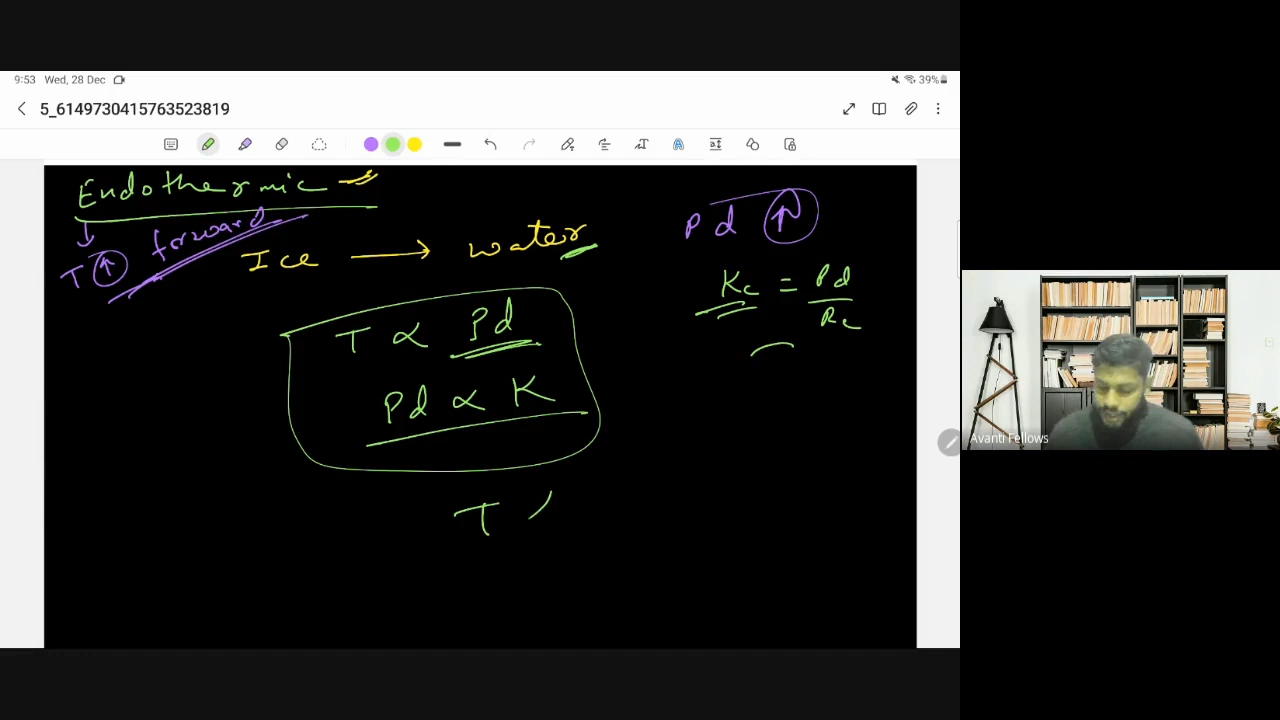 9:53 Wed, 28 Dec
39%
5_6149730415763523819
Endothermic
T ↑ forward
Ice → water
Pd ↑
Kc = Pd / Rc
T ∝ Pd
Pd ∝ K
T
Avanti Fellows